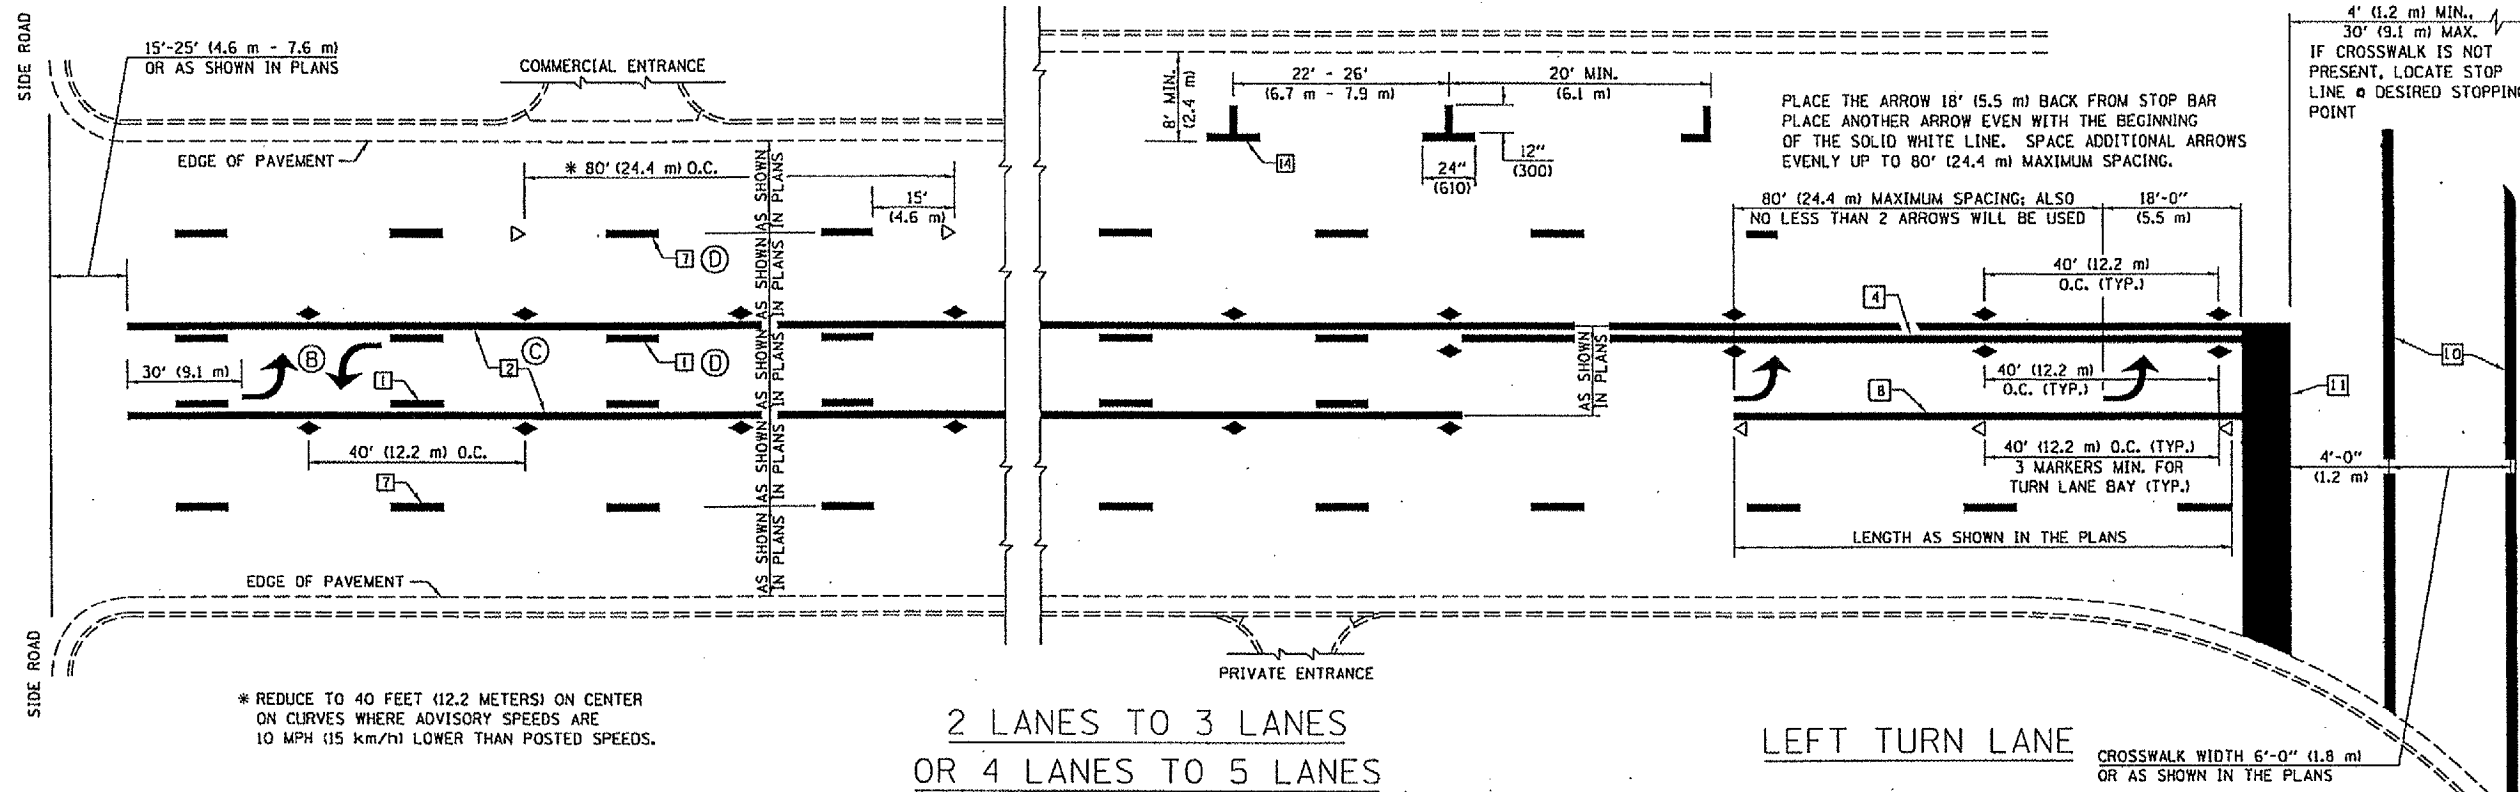 SIDE ROAD
15'-25' (4.6 m - 7.6 m)
OR AS SHOWN IN PLANS
COMMERCIAL ENTRANCE
EDGE OF PAVEMENT
* 80' (24.4 m) O.C.
15'
(4.6 m)
7 D
AS SHOWN AS SHOWN AS SHOWN AS SHOWN AS SHOWN
IN PLANS IN PLANS IN PLANS IN PLANS IN PLANS
30' (9.1 m)
B
C
2
1 D
1
40' (12.2 m) O.C.
7
EDGE OF PAVEMENT
SIDE ROAD
* REDUCE TO 40 FEET (12.2 METERS) ON CENTER
ON CURVES WHERE ADVISORY SPEEDS ARE
10 MPH (15 km/h) LOWER THAN POSTED SPEEDS.
8' MIN.
(2.4 m)
22' - 26'
(6.7 m - 7.9 m)
20' MIN.
(6.1 m)
14
24"
(610)
12"
(300)
PLACE THE ARROW 18' (5.5 m) BACK FROM STOP BAR
PLACE ANOTHER ARROW EVEN WITH THE BEGINNING
OF THE SOLID WHITE LINE. SPACE ADDITIONAL ARROWS
EVENLY UP TO 80' (24.4 m) MAXIMUM SPACING.
4' (1.2 m) MIN.,
30' (9.1 m) MAX.
IF CROSSWALK IS NOT
PRESENT, LOCATE STOP
LINE @ DESIRED STOPPING
POINT
80' (24.4 m) MAXIMUM SPACING; ALSO
NO LESS THAN 2 ARROWS WILL BE USED
18'-0"
(5.5 m)
40' (12.2 m)
O.C. (TYP.)
4
AS SHOWN
IN PLANS
40' (12.2 m)
O.C. (TYP.)
8
10
11
40' (12.2 m) O.C. (TYP.)
3 MARKERS MIN. FOR
TURN LANE BAY (TYP.)
4'-0"
(1.2 m)
LENGTH AS SHOWN IN THE PLANS
PRIVATE ENTRANCE
2 LANES TO 3 LANES
OR 4 LANES TO 5 LANES
LEFT TURN LANE
CROSSWALK WIDTH 6'-0" (1.8 m)
OR AS SHOWN IN THE PLANS